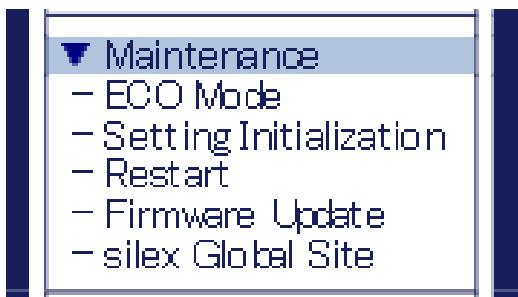 ▼ Maintenance
– ECO Mode
– Setting Initialization
– Restart
– Firmware Update
– silex Global Site